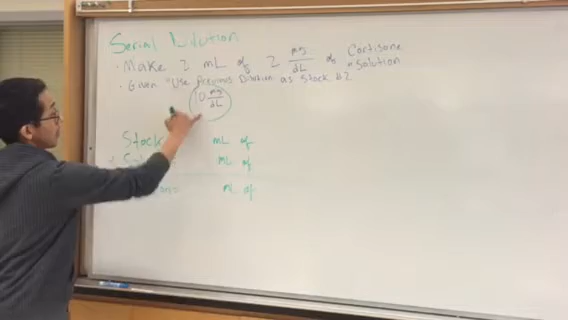 Serial Dilution
· Make 2 mL of 2 mg/dL of Cortisone Solution
· Given "Use Previous Dilution as Stock #2
10 mg/dL
Stock mL of
mL of
mL of